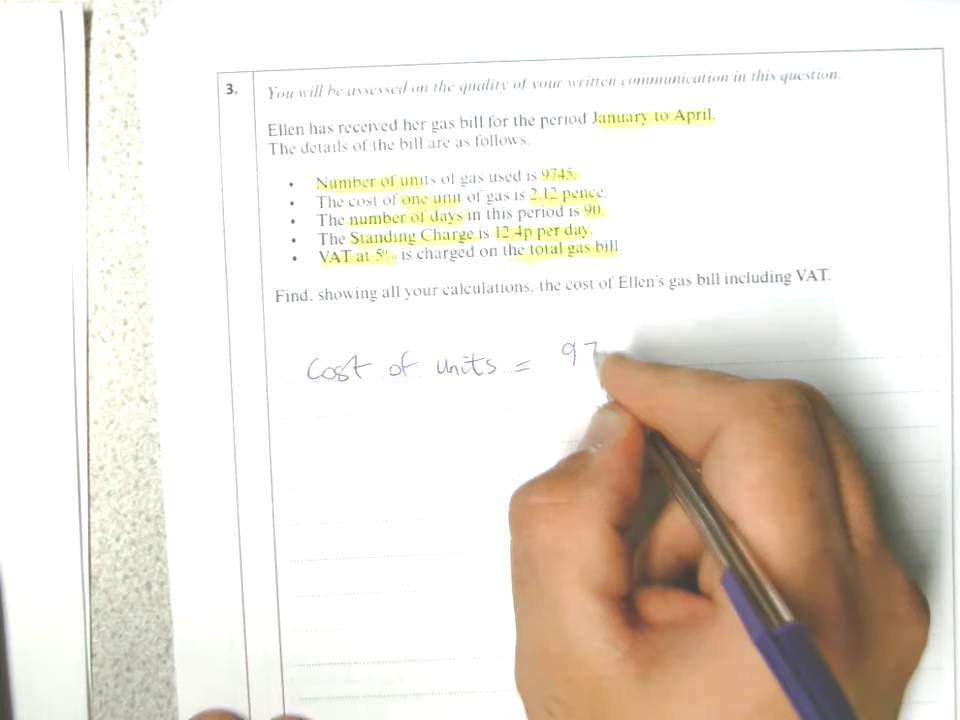 3. You will be assessed on the quality of your written communication in this question.
Ellen has received her gas bill for the period January to April.
The details of the bill are as follows.
• Number of units of gas used is 9745.
• The cost of one unit of gas is 2.12 pence.
• The number of days in this period is 90.
• The Standing Charge is 12.4p per day.
• VAT at 5% is charged on the total gas bill.
Find, showing all your calculations, the cost of Ellen's gas bill including VAT.
Cost of units = 97